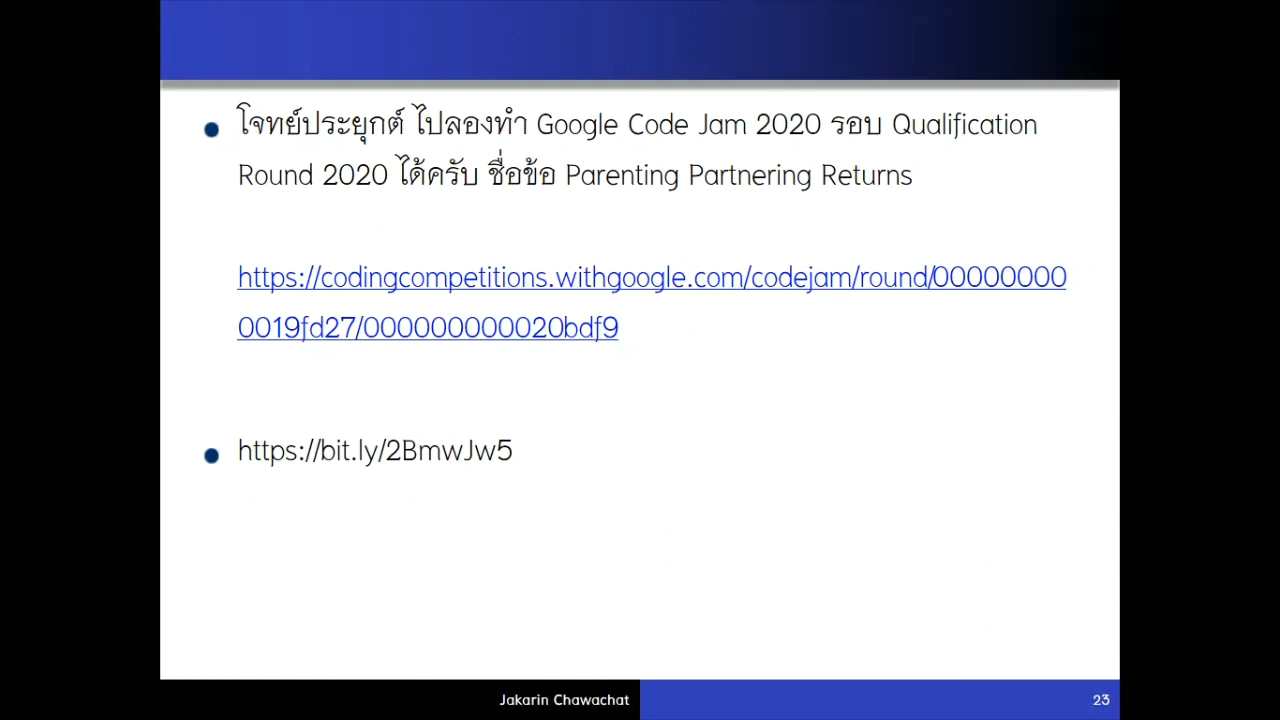 โจทย์ประยุกต์ ไปลองทำ Google Code Jam 2020 รอบ Qualification
Round 2020 ได้ครับ ชื่อข้อ Parenting Partnering Returns
https://codingcompetitions.withgoogle.com/codejam/round/00000000
0019fd27/000000000020bdf9
https://bit.ly/2BmwJw5
Jakarin Chawachat
23